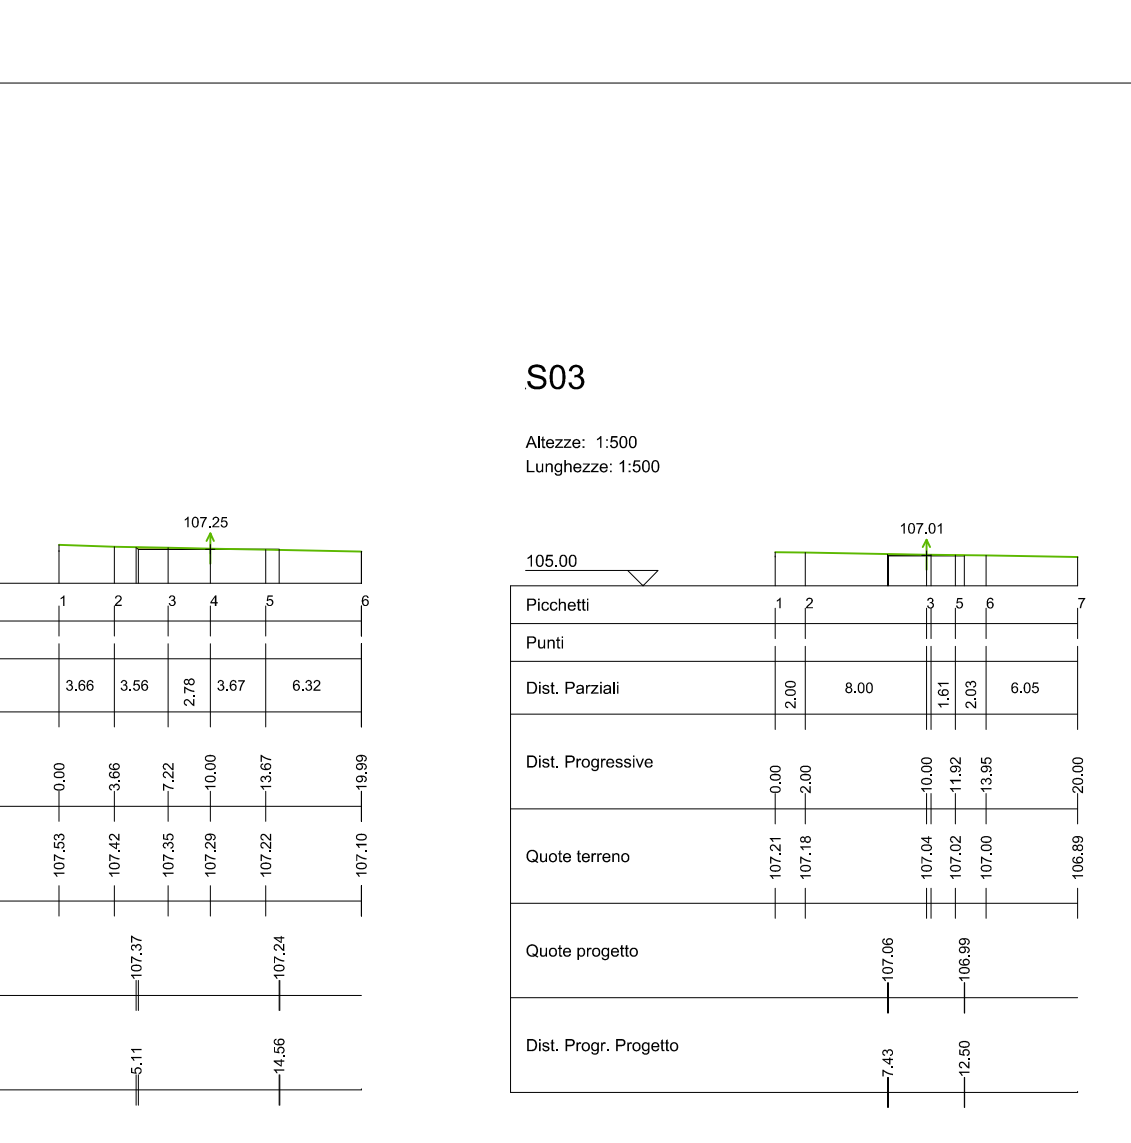 107.25
1 2 3 4 5 6
3.66 3.56 2.78 3.67 6.32
0.00 3.66 7.22 10.00 13.67 19.99
107.53 107.42 107.35 107.29 107.22 107.10
107.37 107.24
5.11 14.56
S03
Altezze: 1:500
Lunghezze: 1:500
107.01
105.00
Picchetti 1 2 3 5 6 7
Punti
Dist. Parziali 2.00 8.00 1.61 2.03 6.05
Dist. Progressive 0.00 2.00 10.00 11.92 13.95 20.00
Quote terreno 107.21 107.18 107.04 107.02 107.00 106.89
Quote progetto 107.06 106.99
Dist. Progr. Progetto 7.43 12.50